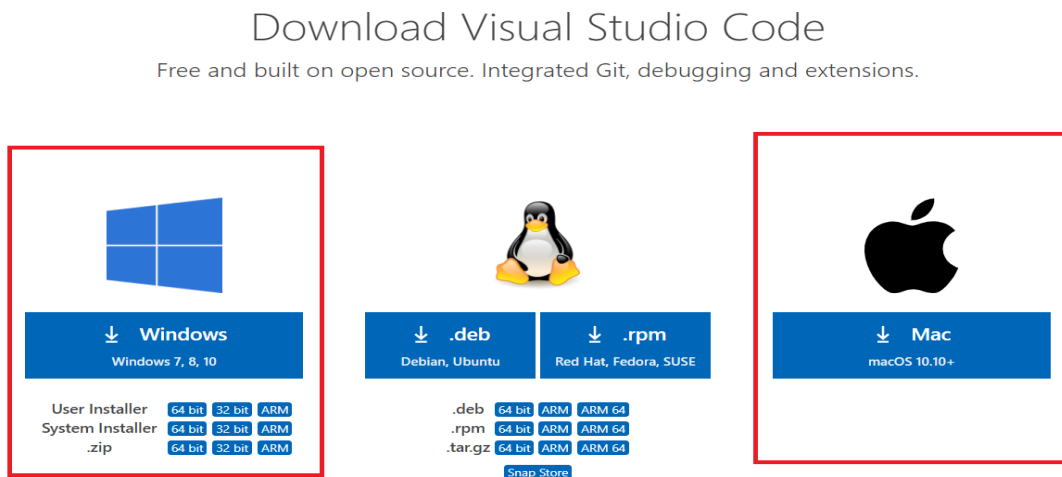 Download Visual Studio Code
Free and built on open source. Integrated Git, debugging and extensions.
Windows
Windows 7, 8, 10
User Installer 64 bit 32 bit ARM
System Installer 64 bit 32 bit ARM
.zip 64 bit 32 bit ARM
.deb
Debian, Ubuntu
.rpm
Red Hat, Fedora, SUSE
.deb 64 bit ARM ARM 64
.rpm 64 bit ARM ARM 64
.tar.gz 64 bit ARM ARM 64
Snap Store
Mac
macOS 10.10+